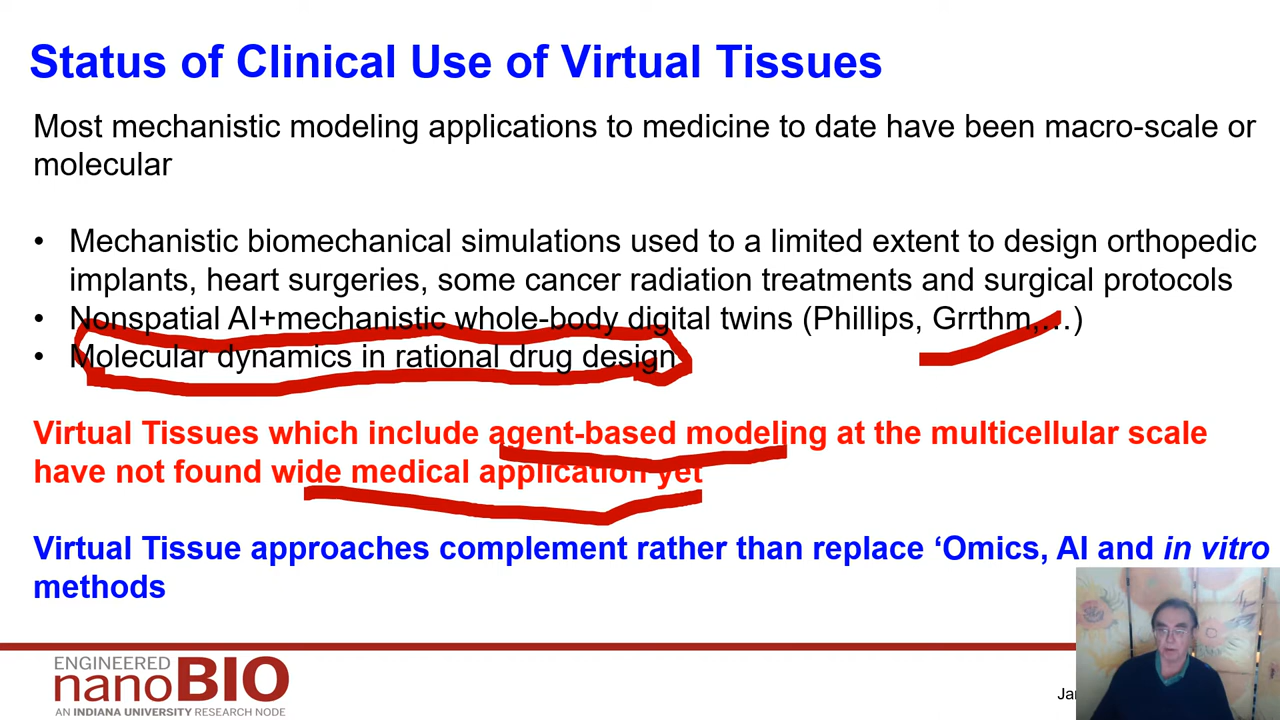 Status of Clinical Use of Virtual Tissues
Most mechanistic modeling applications to medicine to date have been macro-scale or
molecular
• Mechanistic biomechanical simulations used to a limited extent to design orthopedic
implants, heart surgeries, some cancer radiation treatments and surgical protocols
• Nonspatial AI+mechanistic whole-body digital twins (Phillips, Grrthm,…)
• Molecular dynamics in rational drug design
Virtual Tissues which include agent-based modeling at the multicellular scale
have not found wide medical application yet
Virtual Tissue approaches complement rather than replace ‘Omics, AI and in vitro
methods
ENGINEERED
nanoBIO
AN INDIANA UNIVERSITY RESEARCH NODE